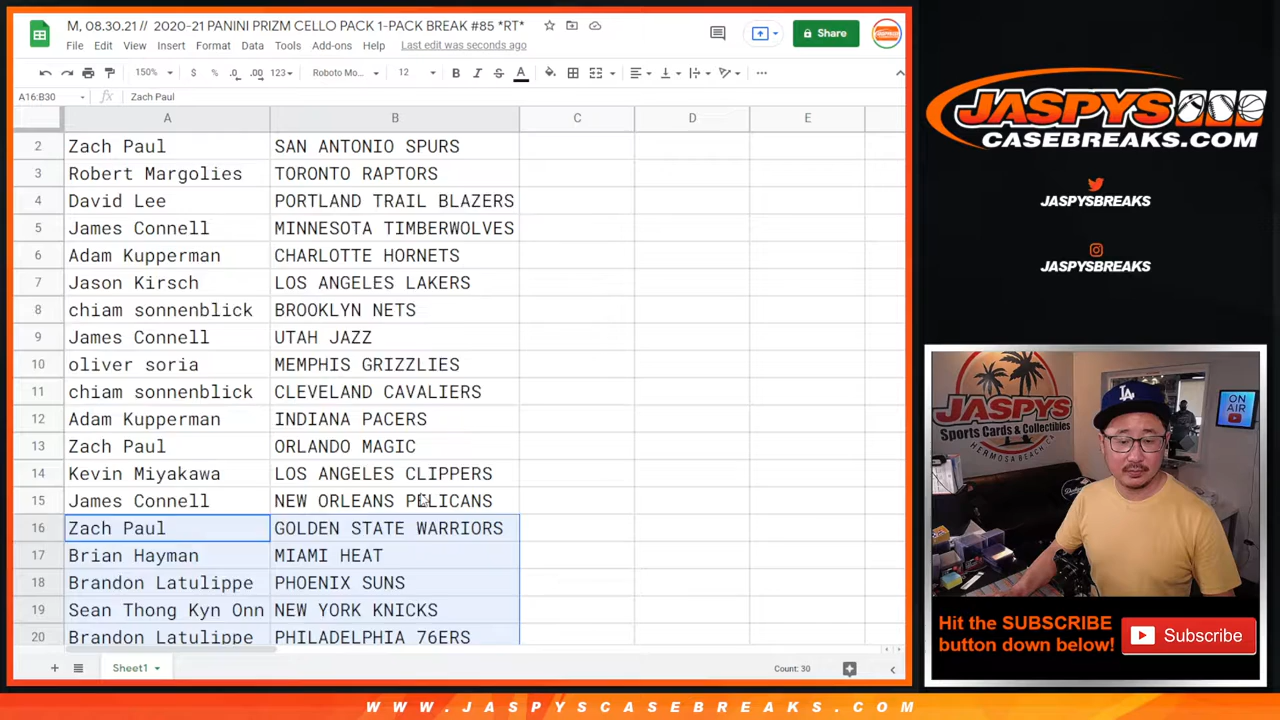 M, 08.30.21// 2020-21 PANINI PRIZM CELLO PACK 1-PACK BREAK #85 *RT*
File Edit View Insert Format Data Tools Add-ons Help Last edit was seconds ago
Share
150% $ % .0 .00 123 Roboto Mo... 12 B I S A
A16:B30 fx Zach Paul
A B C D E
2 Zach Paul SAN ANTONIO SPURS
3 Robert Margolies TORONTO RAPTORS
4 David Lee PORTLAND TRAIL BLAZERS
5 James Connell MINNESOTA TIMBERWOLVES
6 Adam Kupperman CHARLOTTE HORNETS
7 Jason Kirsch LOS ANGELES LAKERS
8 chiam sonnenblick BROOKLYN NETS
9 James Connell UTAH JAZZ
10 oliver soria MEMPHIS GRIZZLIES
11 chiam sonnenblick CLEVELAND CAVALIERS
12 Adam Kupperman INDIANA PACERS
13 Zach Paul ORLANDO MAGIC
14 Kevin Miyakawa LOS ANGELES CLIPPERS
15 James Connell NEW ORLEANS PELICANS
16 Zach Paul GOLDEN STATE WARRIORS
17 Brian Hayman MIAMI HEAT
18 Brandon Latulippe PHOENIX SUNS
19 Sean Thong Kyn Onn NEW YORK KNICKS
20 Brandon Latulippe PHILADELPHIA 76ERS
Sheet1
Count: 30
JASPYS
CASEBREAKS.COM
JASPYSBREAKS
JASPYSBREAKS
JASPYS
Sports Cards & Collectibles
HERMOSA BEACH
ON AIR
LA
Hit the SUBSCRIBE
button down below!
Subscribe
WWW.JASPYSCASEBREAKS.COM